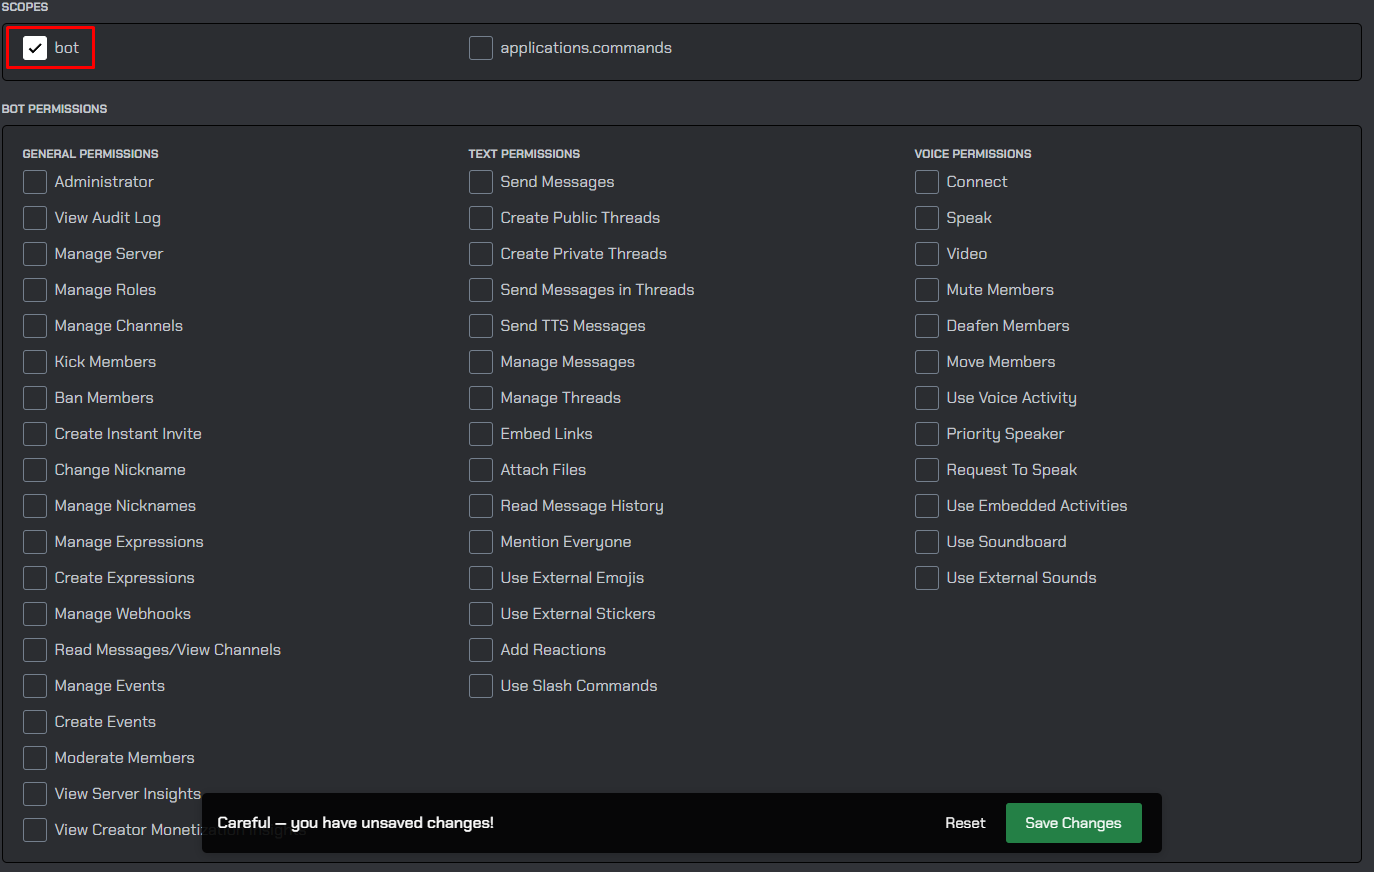 SCOPES
bot
applications.commands
BOT PERMISSIONS
GENERAL PERMISSIONS
Administrator
View Audit Log
Manage Server
Manage Roles
Manage Channels
Kick Members
Ban Members
Create Instant Invite
Change Nickname
Manage Nicknames
Manage Expressions
Create Expressions
Manage Webhooks
Read Messages/View Channels
Manage Events
Create Events
Moderate Members
View Server Insights
View Creator Monetization Insights
TEXT PERMISSIONS
Send Messages
Create Public Threads
Create Private Threads
Send Messages in Threads
Send TTS Messages
Manage Messages
Manage Threads
Embed Links
Attach Files
Read Message History
Mention Everyone
Use External Emojis
Use External Stickers
Add Reactions
Use Slash Commands
VOICE PERMISSIONS
Connect
Speak
Video
Mute Members
Deafen Members
Move Members
Use Voice Activity
Priority Speaker
Request To Speak
Use Embedded Activities
Use Soundboard
Use External Sounds
Careful — you have unsaved changes!
Reset
Save Changes